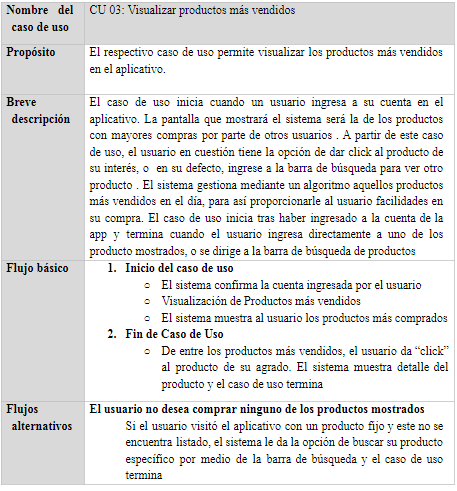 Nombre del CU 03: Visualizar productos más vendidos
caso de uso
Propósito El respectivo caso de uso permite visualizar los productos más vendidos
en el aplicativo.
Breve El caso de uso inicia cuando un usuario ingresa a su cuenta en el
descripción aplicativo. La pantalla que mostrará el sistema será la de los productos
con mayores compras por parte de otros usuarios . A partir de este caso
de uso, el usuario en cuestión tiene la opción de dar click al producto de
su interés, o en su defecto, ingrese a la barra de búsqueda para ver otro
producto . El sistema gestiona mediante un algoritmo aquellos productos
más vendidos en el día, para así proporcionarle al usuario facilidades en
su compra. El caso de uso inicia tras haber ingresado a la cuenta de la
app y termina cuando el usuario ingresa directamente a uno de los
producto mostrados, o se dirige a la barra de búsqueda de productos
Flujo básico 1. Inicio del caso de uso
○ El sistema confirma la cuenta ingresada por el usuario
○ Visualización de Productos más vendidos
○ El sistema muestra al usuario los productos más comprados
2. Fin de Caso de Uso
○ De entre los productos más vendidos, el usuario da “click”
al producto de su agrado. El sistema muestra detalle del
producto y el caso de uso termina
Flujos El usuario no desea comprar ninguno de los productos mostrados
alternativos Si el usuario visitó el aplicativo con un producto fijo y este no se
encuentra listado, el sistema le da la opción de buscar su producto
específico por medio de la barra de búsqueda y el caso de uso
termina